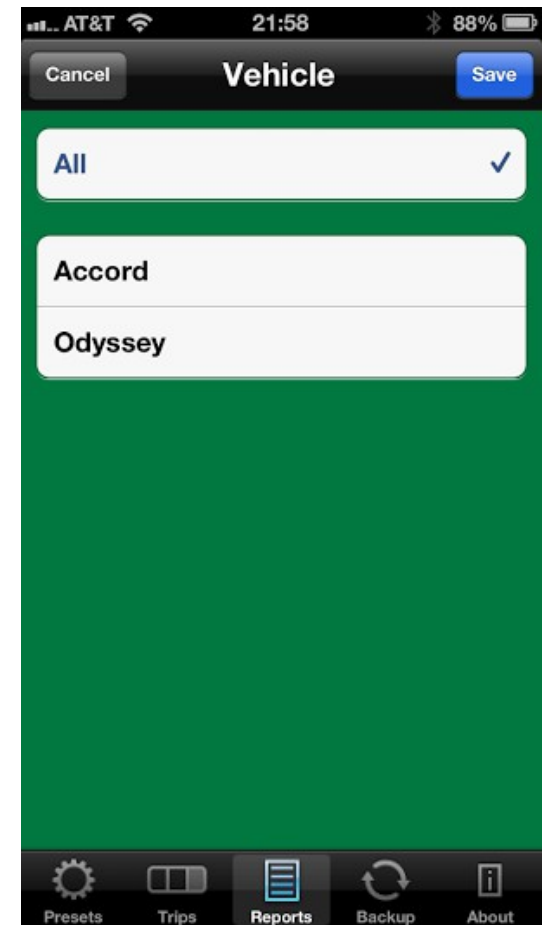 AT&T 21:58 88%
Cancel Vehicle Save
All
Accord
Odyssey
Presets Trips Reports Backup About